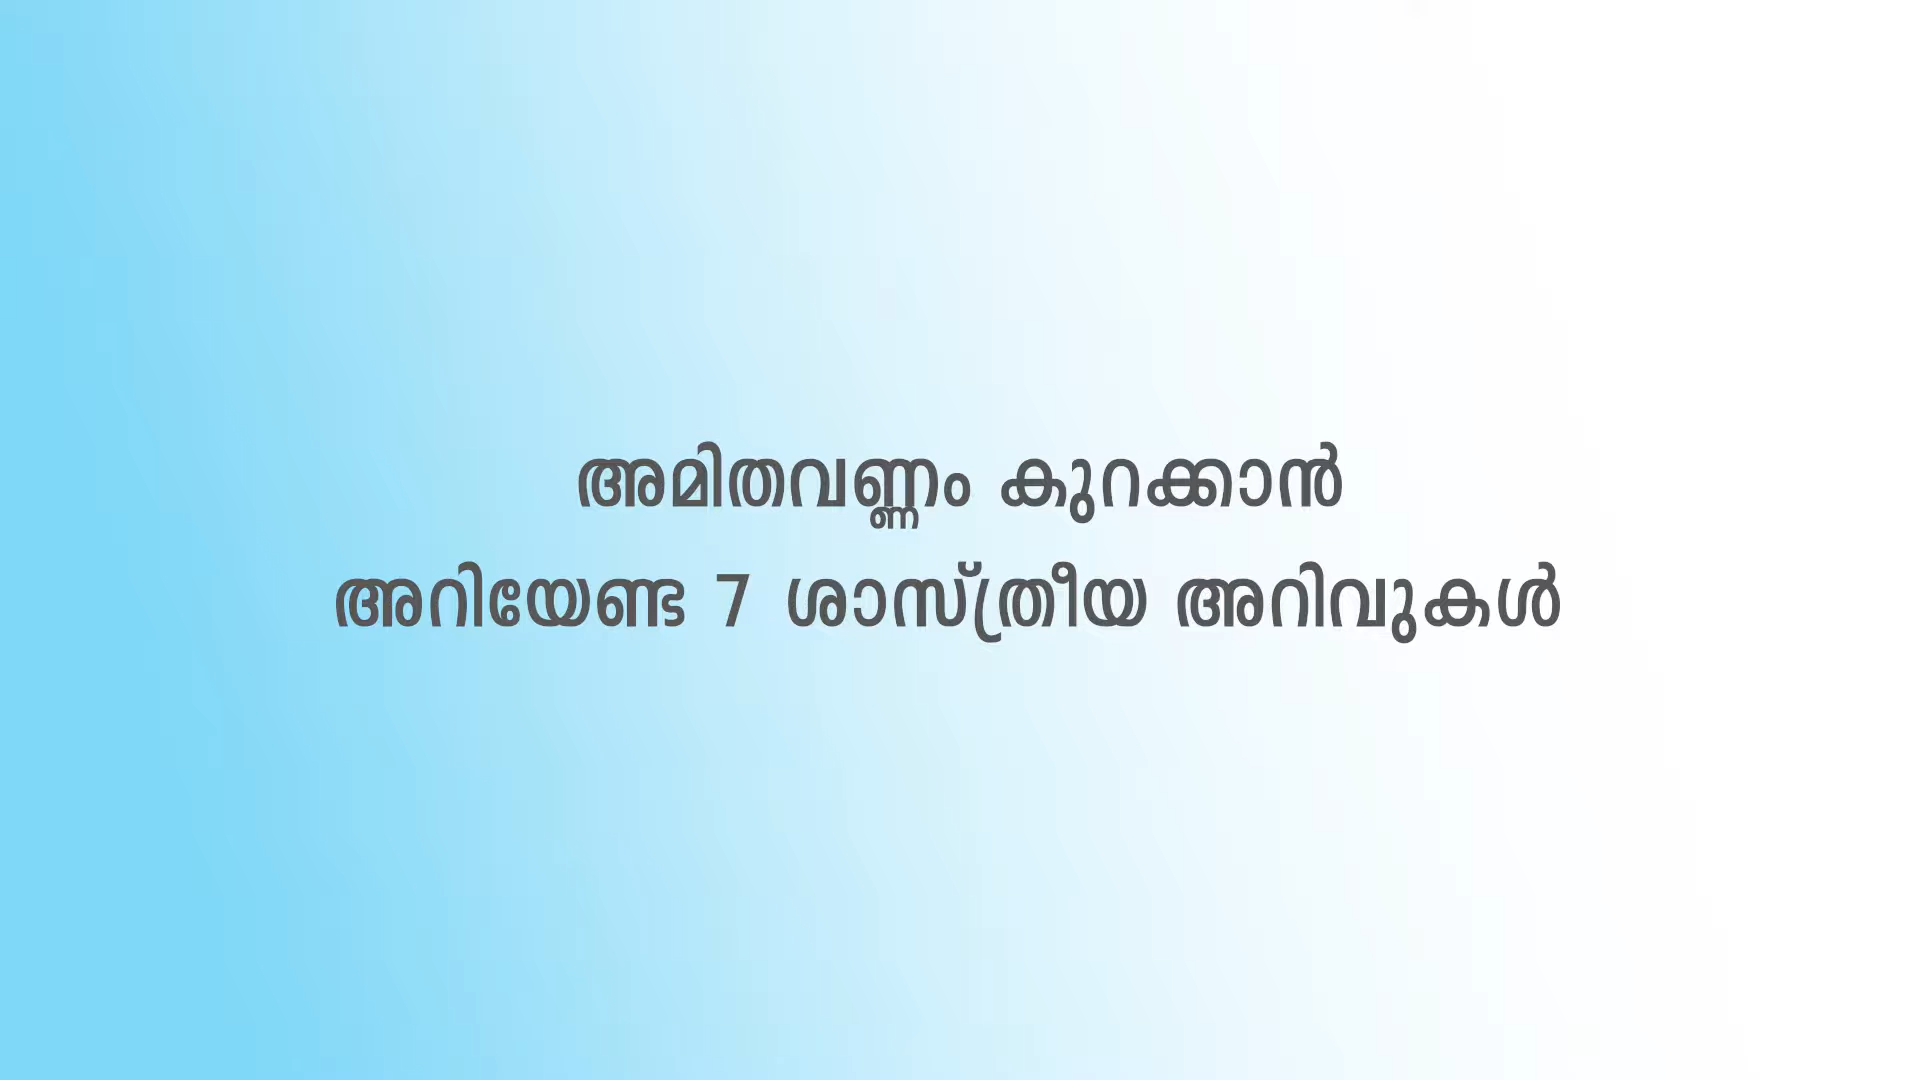 അമിതവണ്ണം കുറക്കാൻ
അറിയേണ്ട 7 ശാസ്ത്രീയ അറിവുകൾ